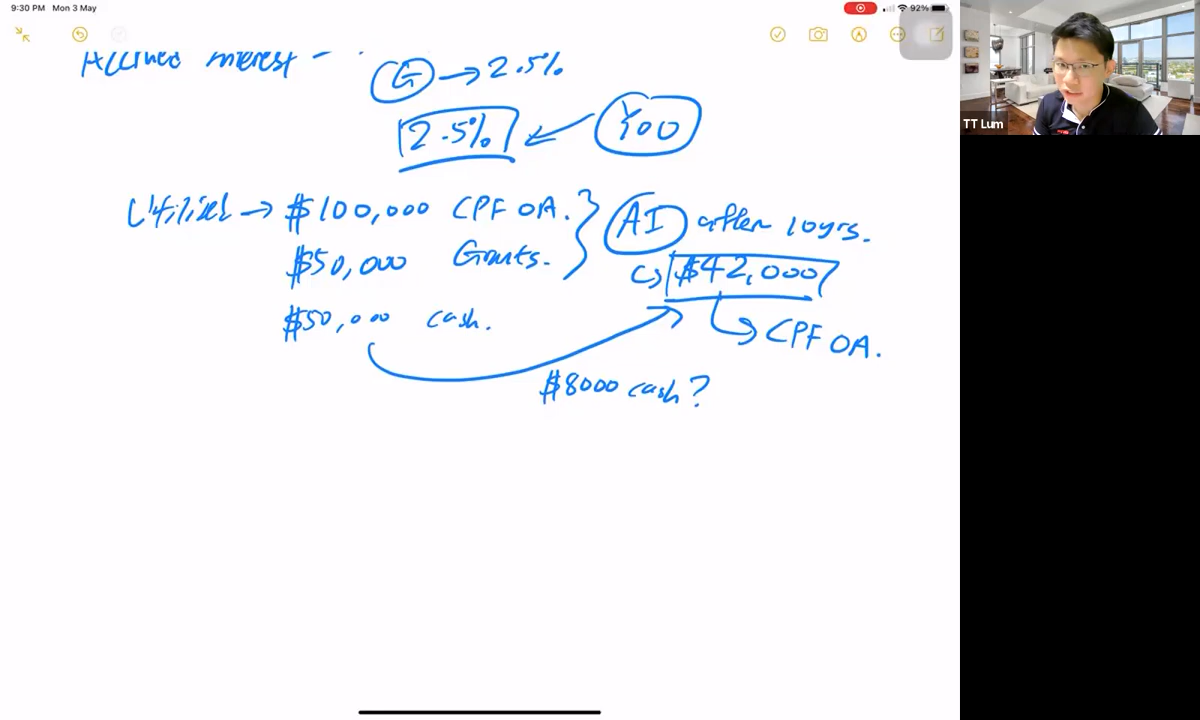 9:30 PM Mon 3 May
92%
Accrued interest -
G → 2.5%
2.5% ← You
Utilized → $100,000 CPF OA. } AI after 10yrs.
$50,000 Grants. ↳ $42,000
$50,000 cash. ↳ CPF OA.
$8000 cash?
TT Lum